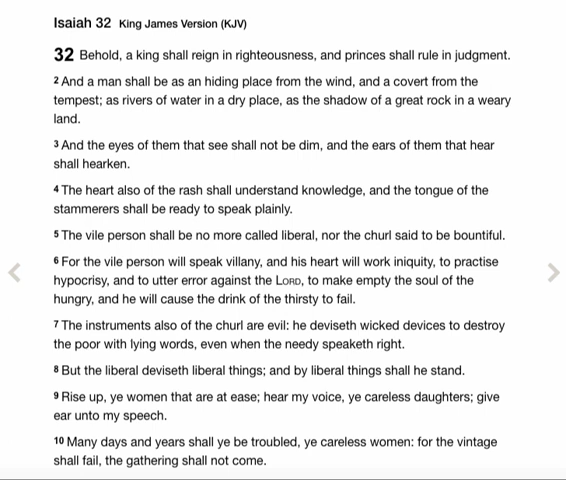 Isaiah 32 King James Version (KJV)
32 Behold, a king shall reign in righteousness, and princes shall rule in judgment.
2 And a man shall be as an hiding place from the wind, and a covert from the
tempest; as rivers of water in a dry place, as the shadow of a great rock in a weary
land.
3 And the eyes of them that see shall not be dim, and the ears of them that hear
shall hearken.
4 The heart also of the rash shall understand knowledge, and the tongue of the
stammerers shall be ready to speak plainly.
5 The vile person shall be no more called liberal, nor the churl said to be bountiful.
6 For the vile person will speak villany, and his heart will work iniquity, to practise
hypocrisy, and to utter error against the LORD, to make empty the soul of the
hungry, and he will cause the drink of the thirsty to fail.
7 The instruments also of the churl are evil: he deviseth wicked devices to destroy
the poor with lying words, even when the needy speaketh right.
8 But the liberal deviseth liberal things; and by liberal things shall he stand.
9 Rise up, ye women that are at ease; hear my voice, ye careless daughters; give
ear unto my speech.
10 Many days and years shall ye be troubled, ye careless women: for the vintage
shall fail, the gathering shall not come.